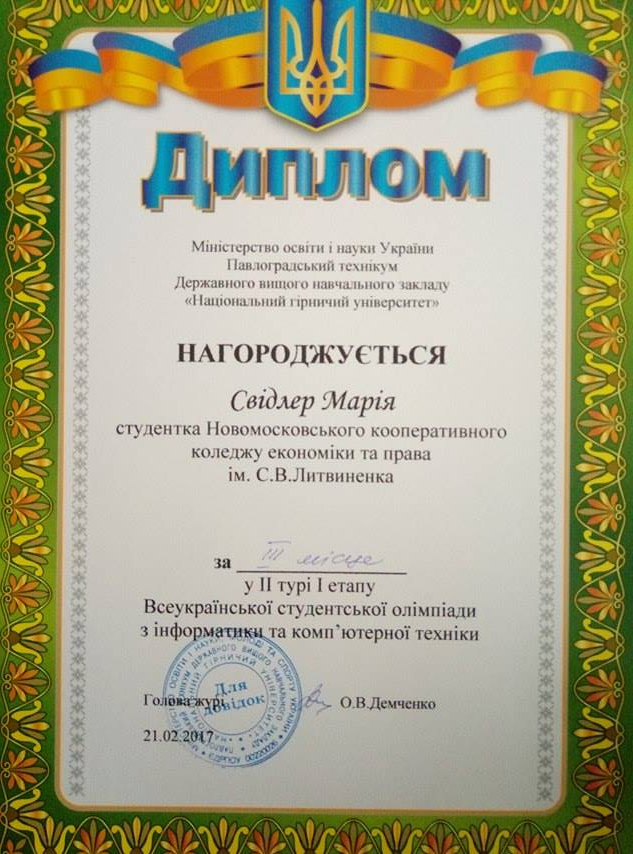 Диплом
Міністерство освіти і науки України
Павлоградський технікум
Державного вищого навчального закладу
«Національний гірничий університет»
НАГОРОДЖУЄТЬСЯ
Свідлер Марія
студентка Новомосковського кооперативного
коледжу економіки та права
ім. С.В.Литвиненка
за III місце
у II турі I етапу
Всеукраїнської студентської олімпіади
з інформатики та комп’ютерної техніки
Для
довідок
Голова журі О.В.Демченко
21.02.2017